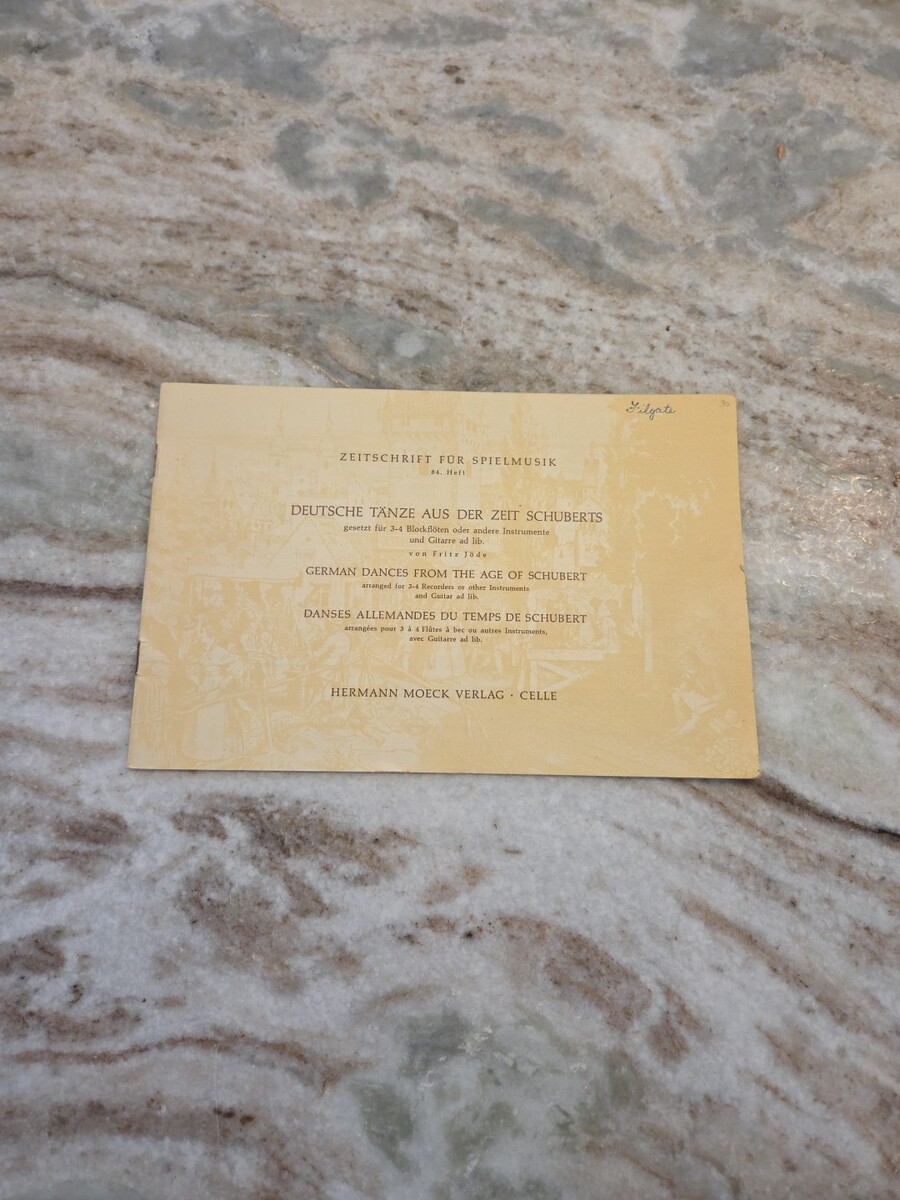 Filgate
30
ZEITSCHRIFT FÜR SPIELMUSIK
84. Heft
DEUTSCHE TÄNZE AUS DER ZEIT SCHUBERTS
gesetzt für 3-4 Blockflöten oder andere Instrumente
und Gitarre ad lib.
von Fritz Jöde
GERMAN DANCES FROM THE AGE OF SCHUBERT
arranged for 3-4 Recorders or other Instruments
and Guitar ad lib.
DANSES ALLEMANDES DU TEMPS DE SCHUBERT
arrangées pour 3 à 4 Flûtes à bec ou autres Instruments,
avec Guitarre ad lib.
HERMANN MOECK VERLAG · CELLE